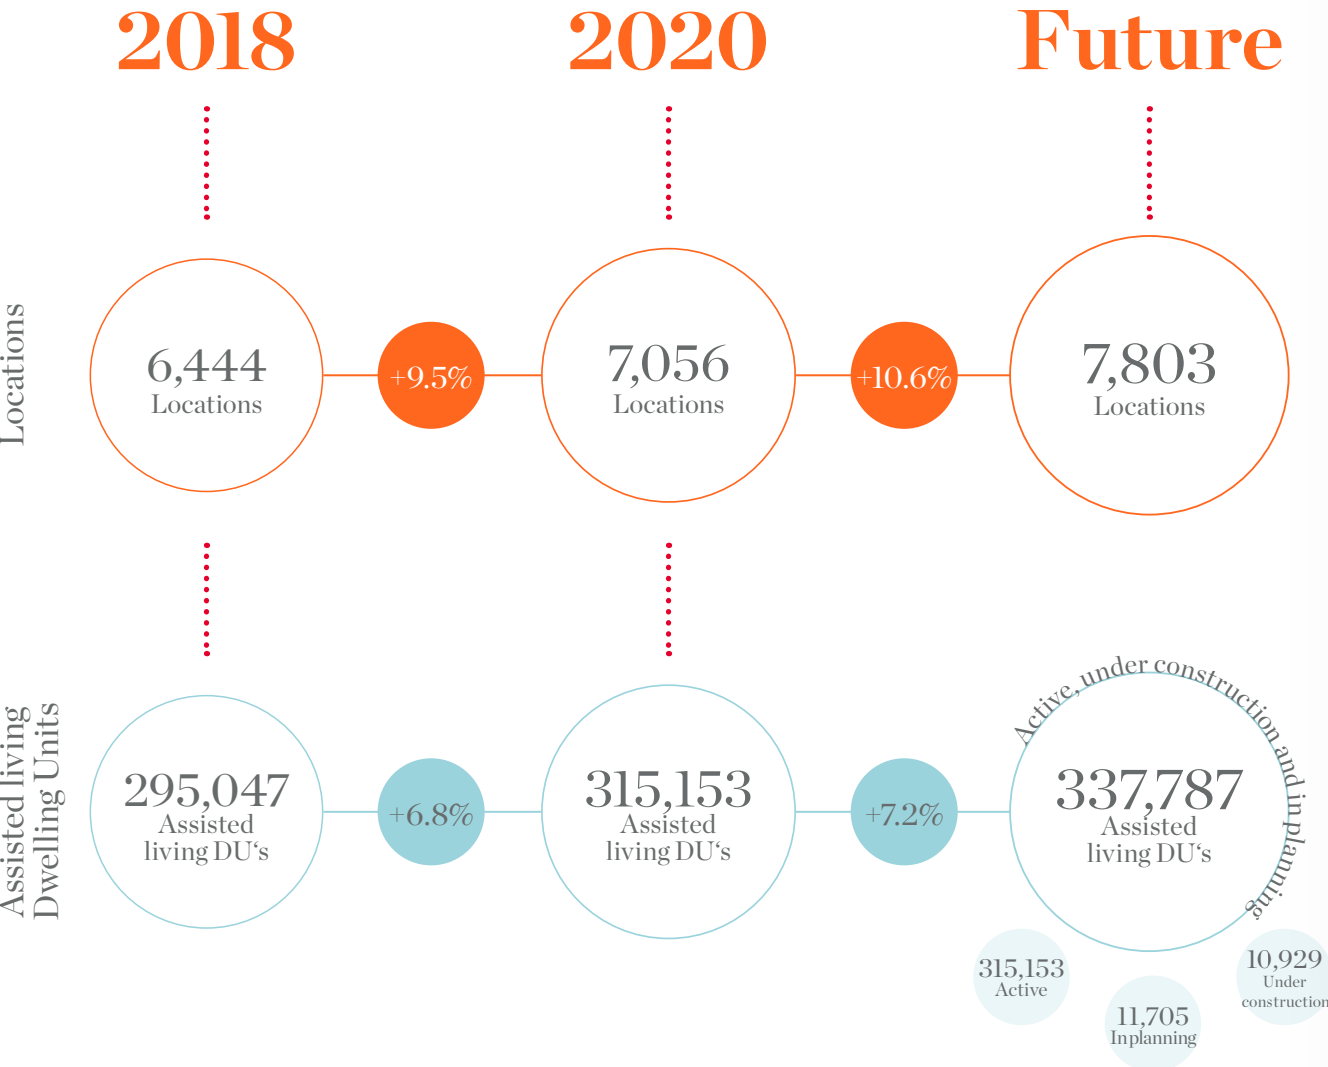 2018
2020
Future
Locations
6,444
Locations
+9.5%
7,056
Locations
+10.6%
7,803
Locations
Assisted living
Dwelling Units
295,047
Assisted
living DU‘s
+6.8%
315,153
Assisted
living DU‘s
+7.2%
Active, under construction and in planning
337,787
Assisted
living DU‘s
315,153
Active
11,705
In planning
10,929
Under
construction